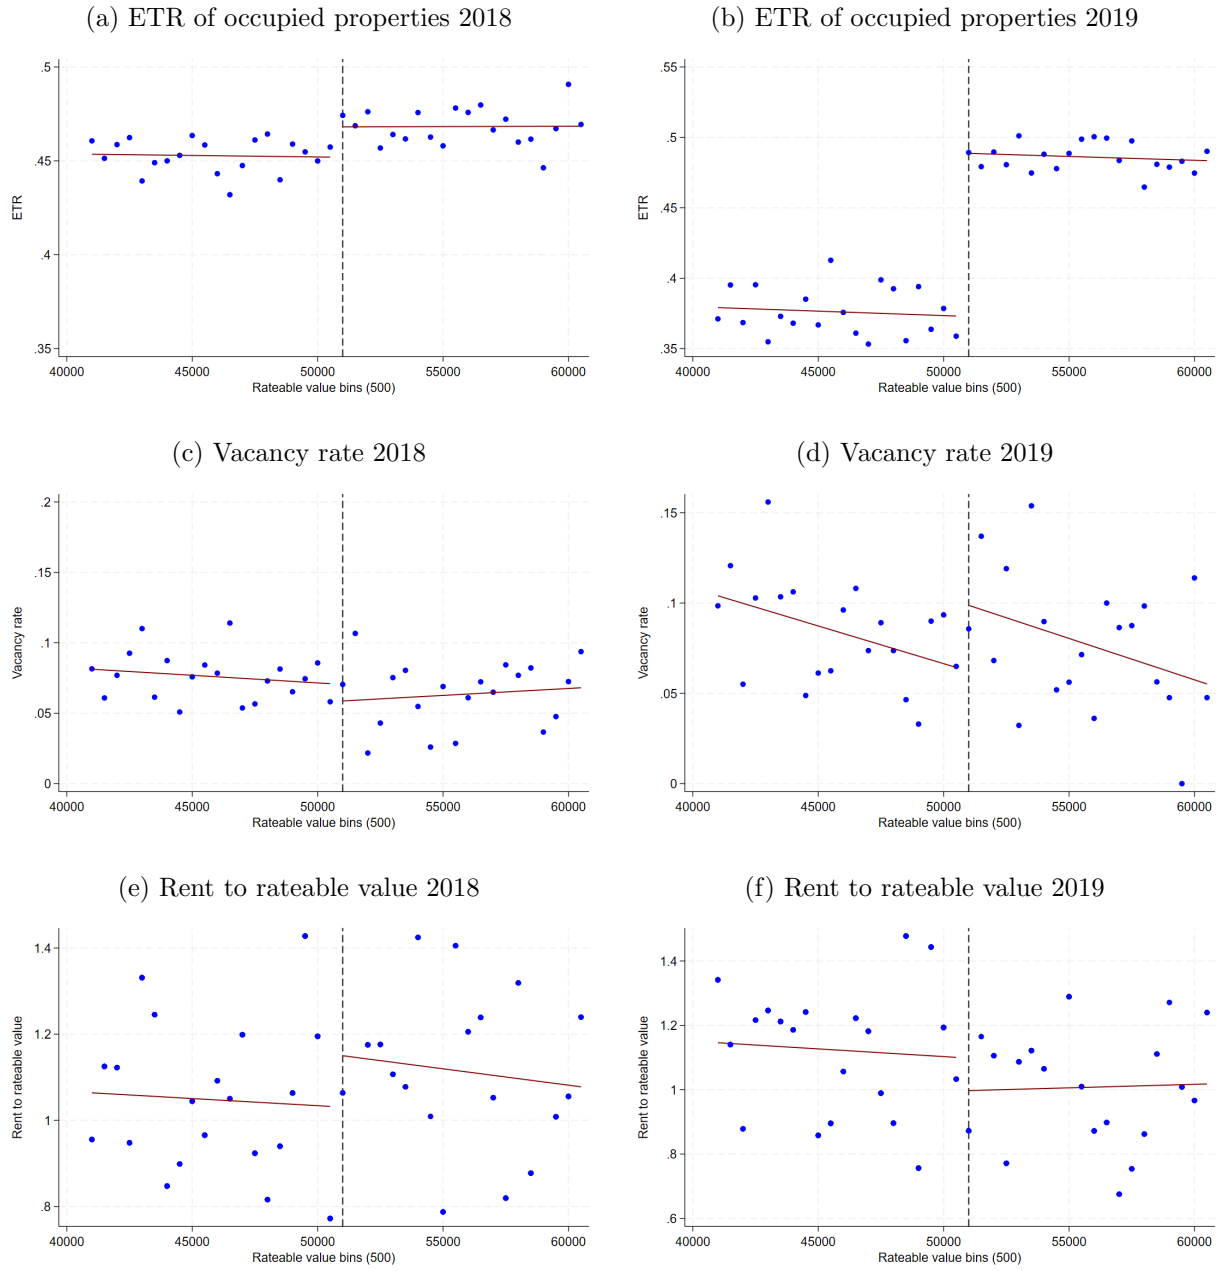 (a) ETR of occupied properties 2018
.5
.45
.4
.35
ETR
40000 45000 50000 55000 60000
Rateable value bins (500)
(b) ETR of occupied properties 2019
.55
.5
.45
.4
.35
ETR
40000 45000 50000 55000 60000
Rateable value bins (500)
(c) Vacancy rate 2018
.2
.15
.1
.05
0
Vacancy rate
40000 45000 50000 55000 60000
Rateable value bins (500)
(d) Vacancy rate 2019
.15
.1
.05
0
Vacancy rate
40000 45000 50000 55000 60000
Rateable value bins (500)
(e) Rent to rateable value 2018
1.4
1.2
1
.8
Rent to rateable value
40000 45000 50000 55000 60000
Rateable value bins (500)
(f) Rent to rateable value 2019
1.4
1.2
1
.8
.6
Rent to rateable value
40000 45000 50000 55000 60000
Rateable value bins (500)